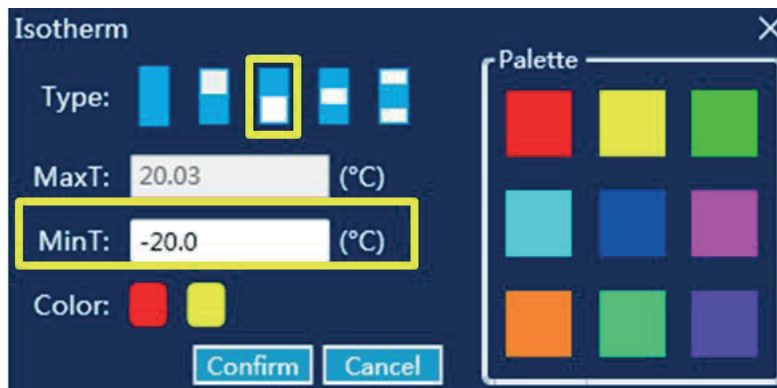 Isotherm
Type:
MaxT: 20.03 (°C)
MinT: -20.0 (°C)
Color:
Confirm Cancel
Palette